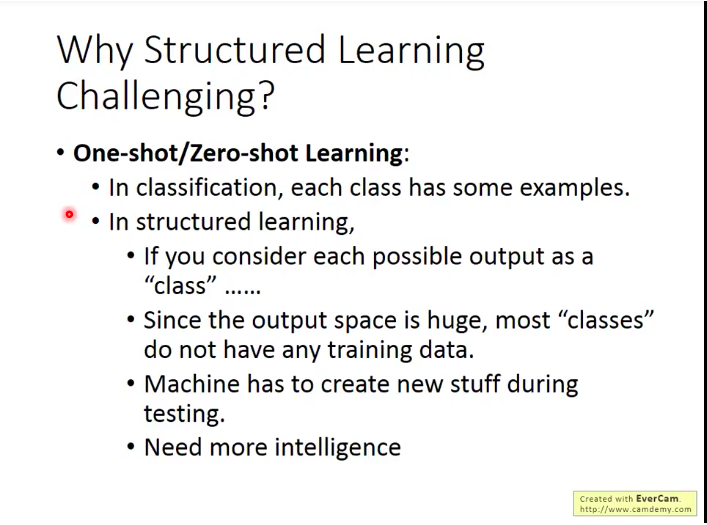 Why Structured Learning
Challenging?
• One-shot/Zero-shot Learning:
• In classification, each class has some examples.
• In structured learning,
• If you consider each possible output as a
“class” ……
• Since the output space is huge, most “classes”
do not have any training data.
• Machine has to create new stuff during
testing.
• Need more intelligence
Created with EverCam.
http://www.camdemy.com